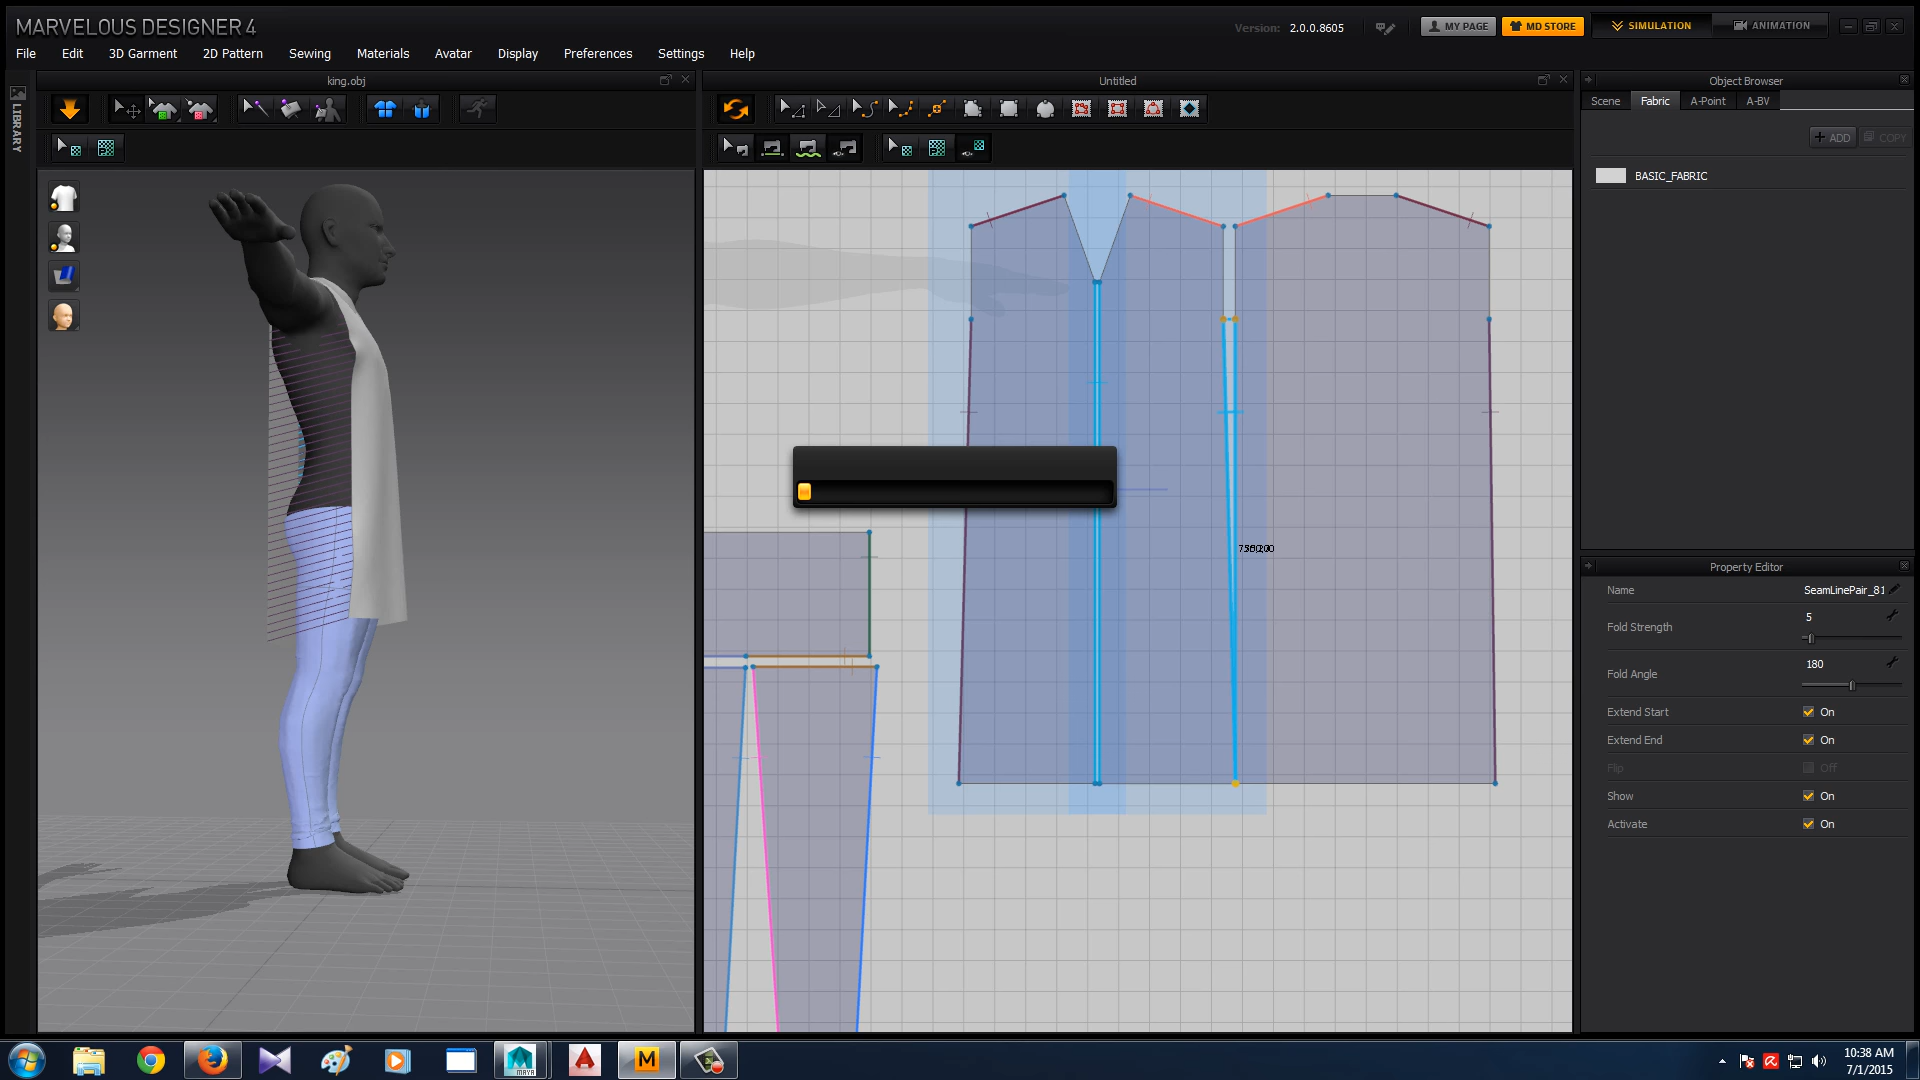 MARVELOUS DESIGNER 4
Version: 2.0.0.8605
MY PAGE
MD STORE
SIMULATION
ANIMATION
File Edit 3D Garment 2D Pattern Sewing Materials Avatar Display Preferences Settings Help
king.obj
Untitled
Object Browser
LIBRARY
Scene Fabric A-Point A-BV
+ ADD
COPY
BASIC_FABRIC
Property Editor
Name SeamLinePair_81
Fold Strength 5
Fold Angle 180
Extend Start On
Extend End On
Flip Off
Show On
Activate On
MAYA
M
10:38 AM
7/1/2015